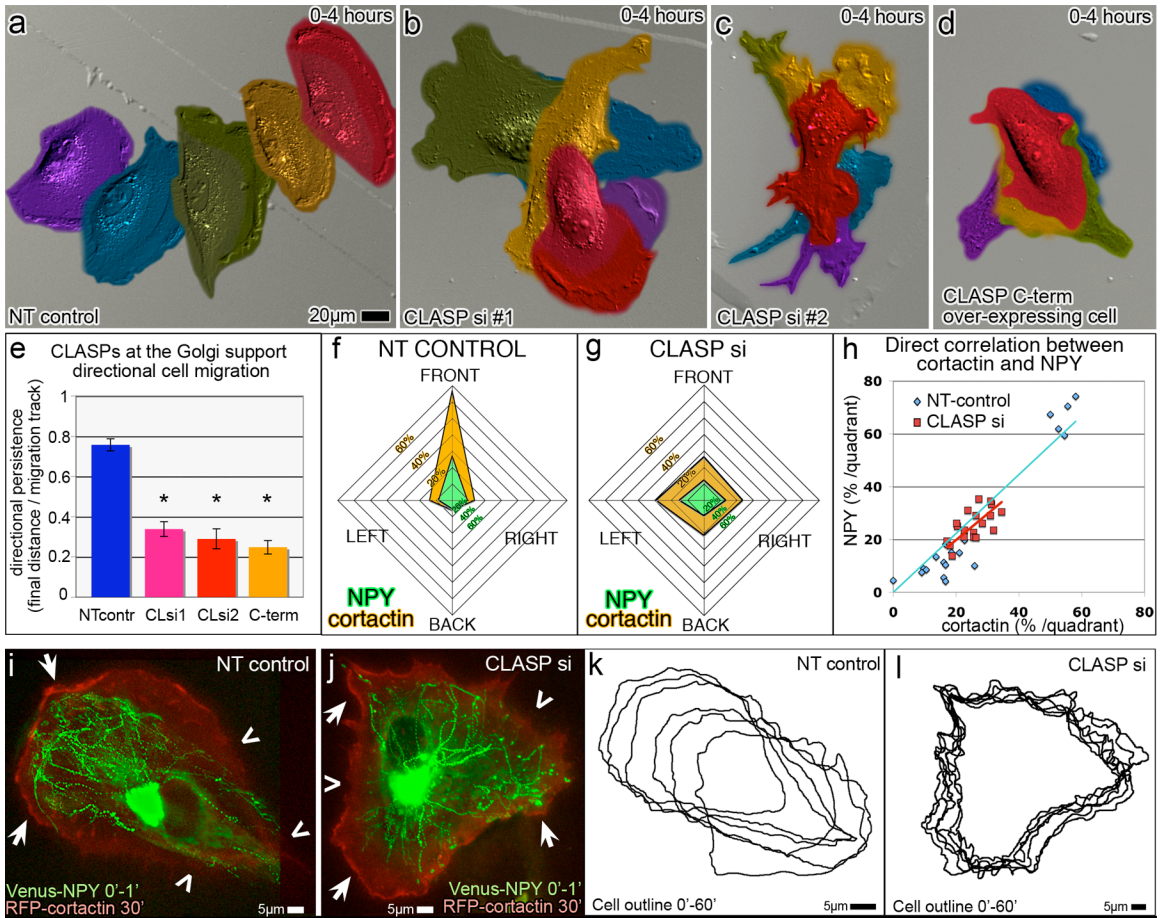 a
0-4 hours
NT control
20µm
b
0-4 hours
CLASP si #1
c
0-4 hours
CLASP si #2
d
0-4 hours
CLASP C-term
over-expressing cell
e
CLASPs at the Golgi support
directional cell migration
directional persistence
(final distance / migration track)
1
0.8
0.6
0.4
0.2
0
* * *
NTcontr CLsi1 CLsi2 C-term
f
NT CONTROL
FRONT
60%
40%
20%
20%
40%
60%
LEFT
RIGHT
BACK
NPY
cortactin
g
CLASP si
FRONT
60%
40%
20%
20%
40%
60%
LEFT
RIGHT
BACK
NPY
cortactin
h
Direct correlation between
cortactin and NPY
NT-control
CLASP si
NPY (% /quadrant)
80
60
40
20
0
0 20 40 60 80
cortactin (% /quadrant)
i
NT control
Venus-NPY 0'-1'
RFP-cortactin 30'
5µm
j
CLASP si
Venus-NPY 0'-1'
RFP-cortactin 30'
5µm
k
NT control
Cell outline 0'-60'
5µm
l
CLASP si
Cell outline 0'-60'
5µm